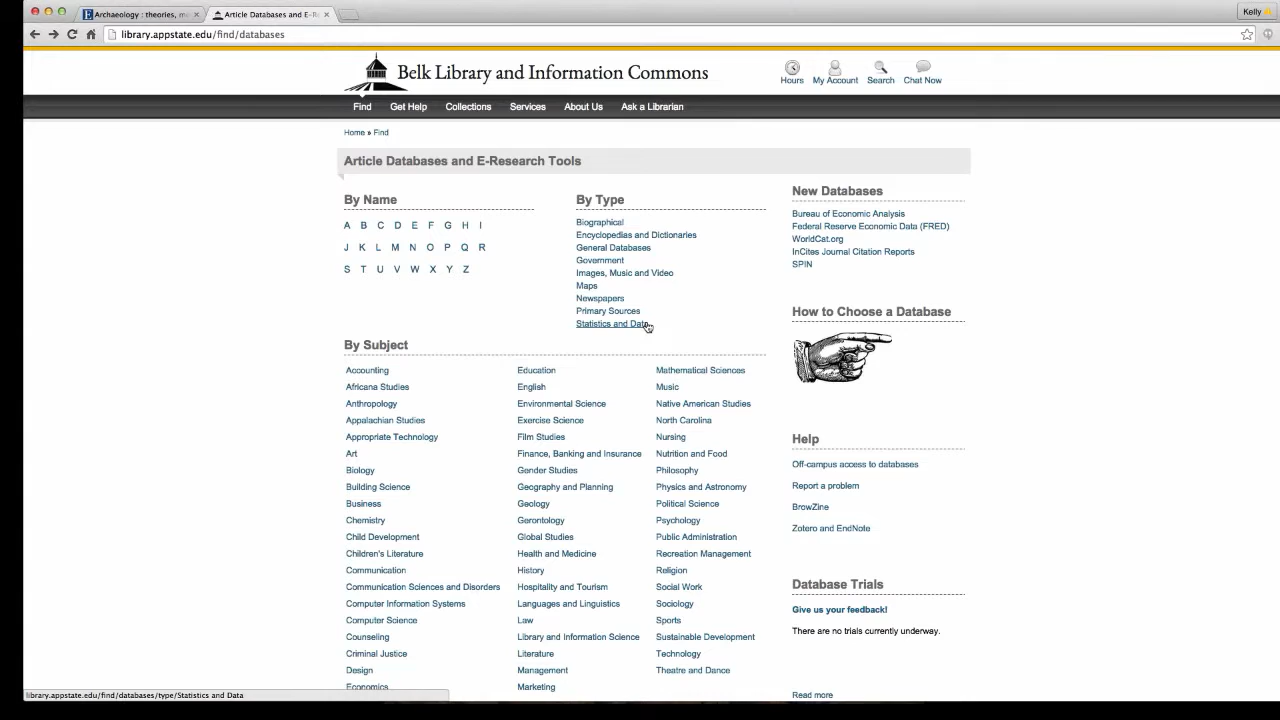 Archaeology : theories, m
Article Databases and E-R
Kelly
library.appstate.edu/find/databases
Belk Library and Information Commons
Hours
My Account
Search
Chat Now
Find
Get Help
Collections
Services
About Us
Ask a Librarian
Home » Find
Article Databases and E-Research Tools
By Name
A B C D E F G H I
J K L M N O P Q R
S T U V W X Y Z
By Type
Biographical
Encyclopedias and Dictionaries
General Databases
Government
Images, Music and Video
Maps
Newspapers
Primary Sources
Statistics and Data
By Subject
Accounting
Africana Studies
Anthropology
Appalachian Studies
Appropriate Technology
Art
Biology
Building Science
Business
Chemistry
Child Development
Children's Literature
Communication
Communication Sciences and Disorders
Computer Information Systems
Computer Science
Counseling
Criminal Justice
Design
Economics
Education
English
Environmental Science
Exercise Science
Film Studies
Finance, Banking and Insurance
Gender Studies
Geography and Planning
Geology
Gerontology
Global Studies
Health and Medicine
History
Hospitality and Tourism
Languages and Linguistics
Law
Library and Information Science
Literature
Management
Marketing
Mathematical Sciences
Music
Native American Studies
North Carolina
Nursing
Nutrition and Food
Philosophy
Physics and Astronomy
Political Science
Psychology
Public Administration
Recreation Management
Religion
Social Work
Sociology
Sports
Sustainable Development
Technology
Theatre and Dance
New Databases
Bureau of Economic Analysis
Federal Reserve Economic Data (FRED)
WorldCat.org
InCites Journal Citation Reports
SPIN
How to Choose a Database
Help
Off-campus access to databases
Report a problem
BrowZine
Zotero and EndNote
Database Trials
Give us your feedback!
There are no trials currently underway.
Read more
library.appstate.edu/find/databases/type/Statistics and Data